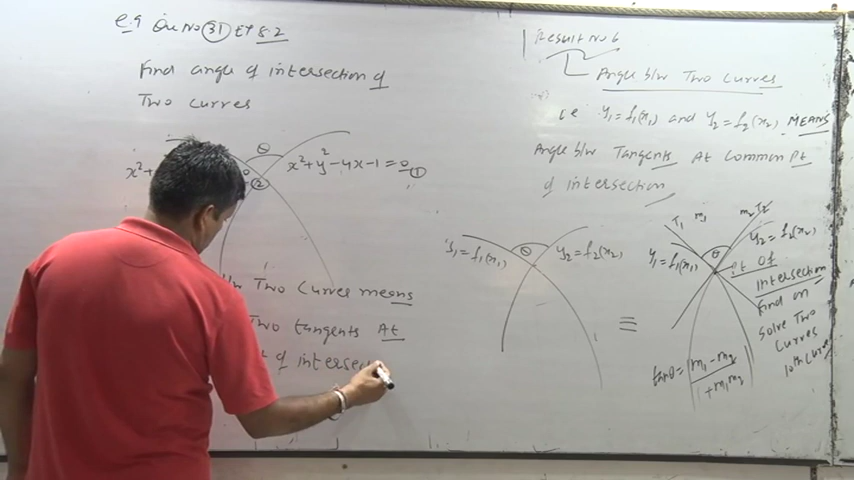 e.g Que No 31 Ex 8.2
Find angle of intersection of
Two curves
θ
x²+
x²+y²-4x-1=0 ①
②
Two Curves means
Two tangents At
of intersec
Result No 6
Angle b/w Two Curves
i.e y₁=f₁(x₁) and y₂=f₂(x₂) MEANS
Angle b/w Tangents At Common Pt
of intersection
y₁=f₁(x₁)
θ
y₂=f₂(x₂)
≡
T₁ m₁
m₂ T₂
y₁=f₁(x₁)
θ
y₂=f₂(x₂)
Pt Of
intersection
find on
Solve Two
Curves
tanθ=|m₁-m₂
1+m₁m₂|